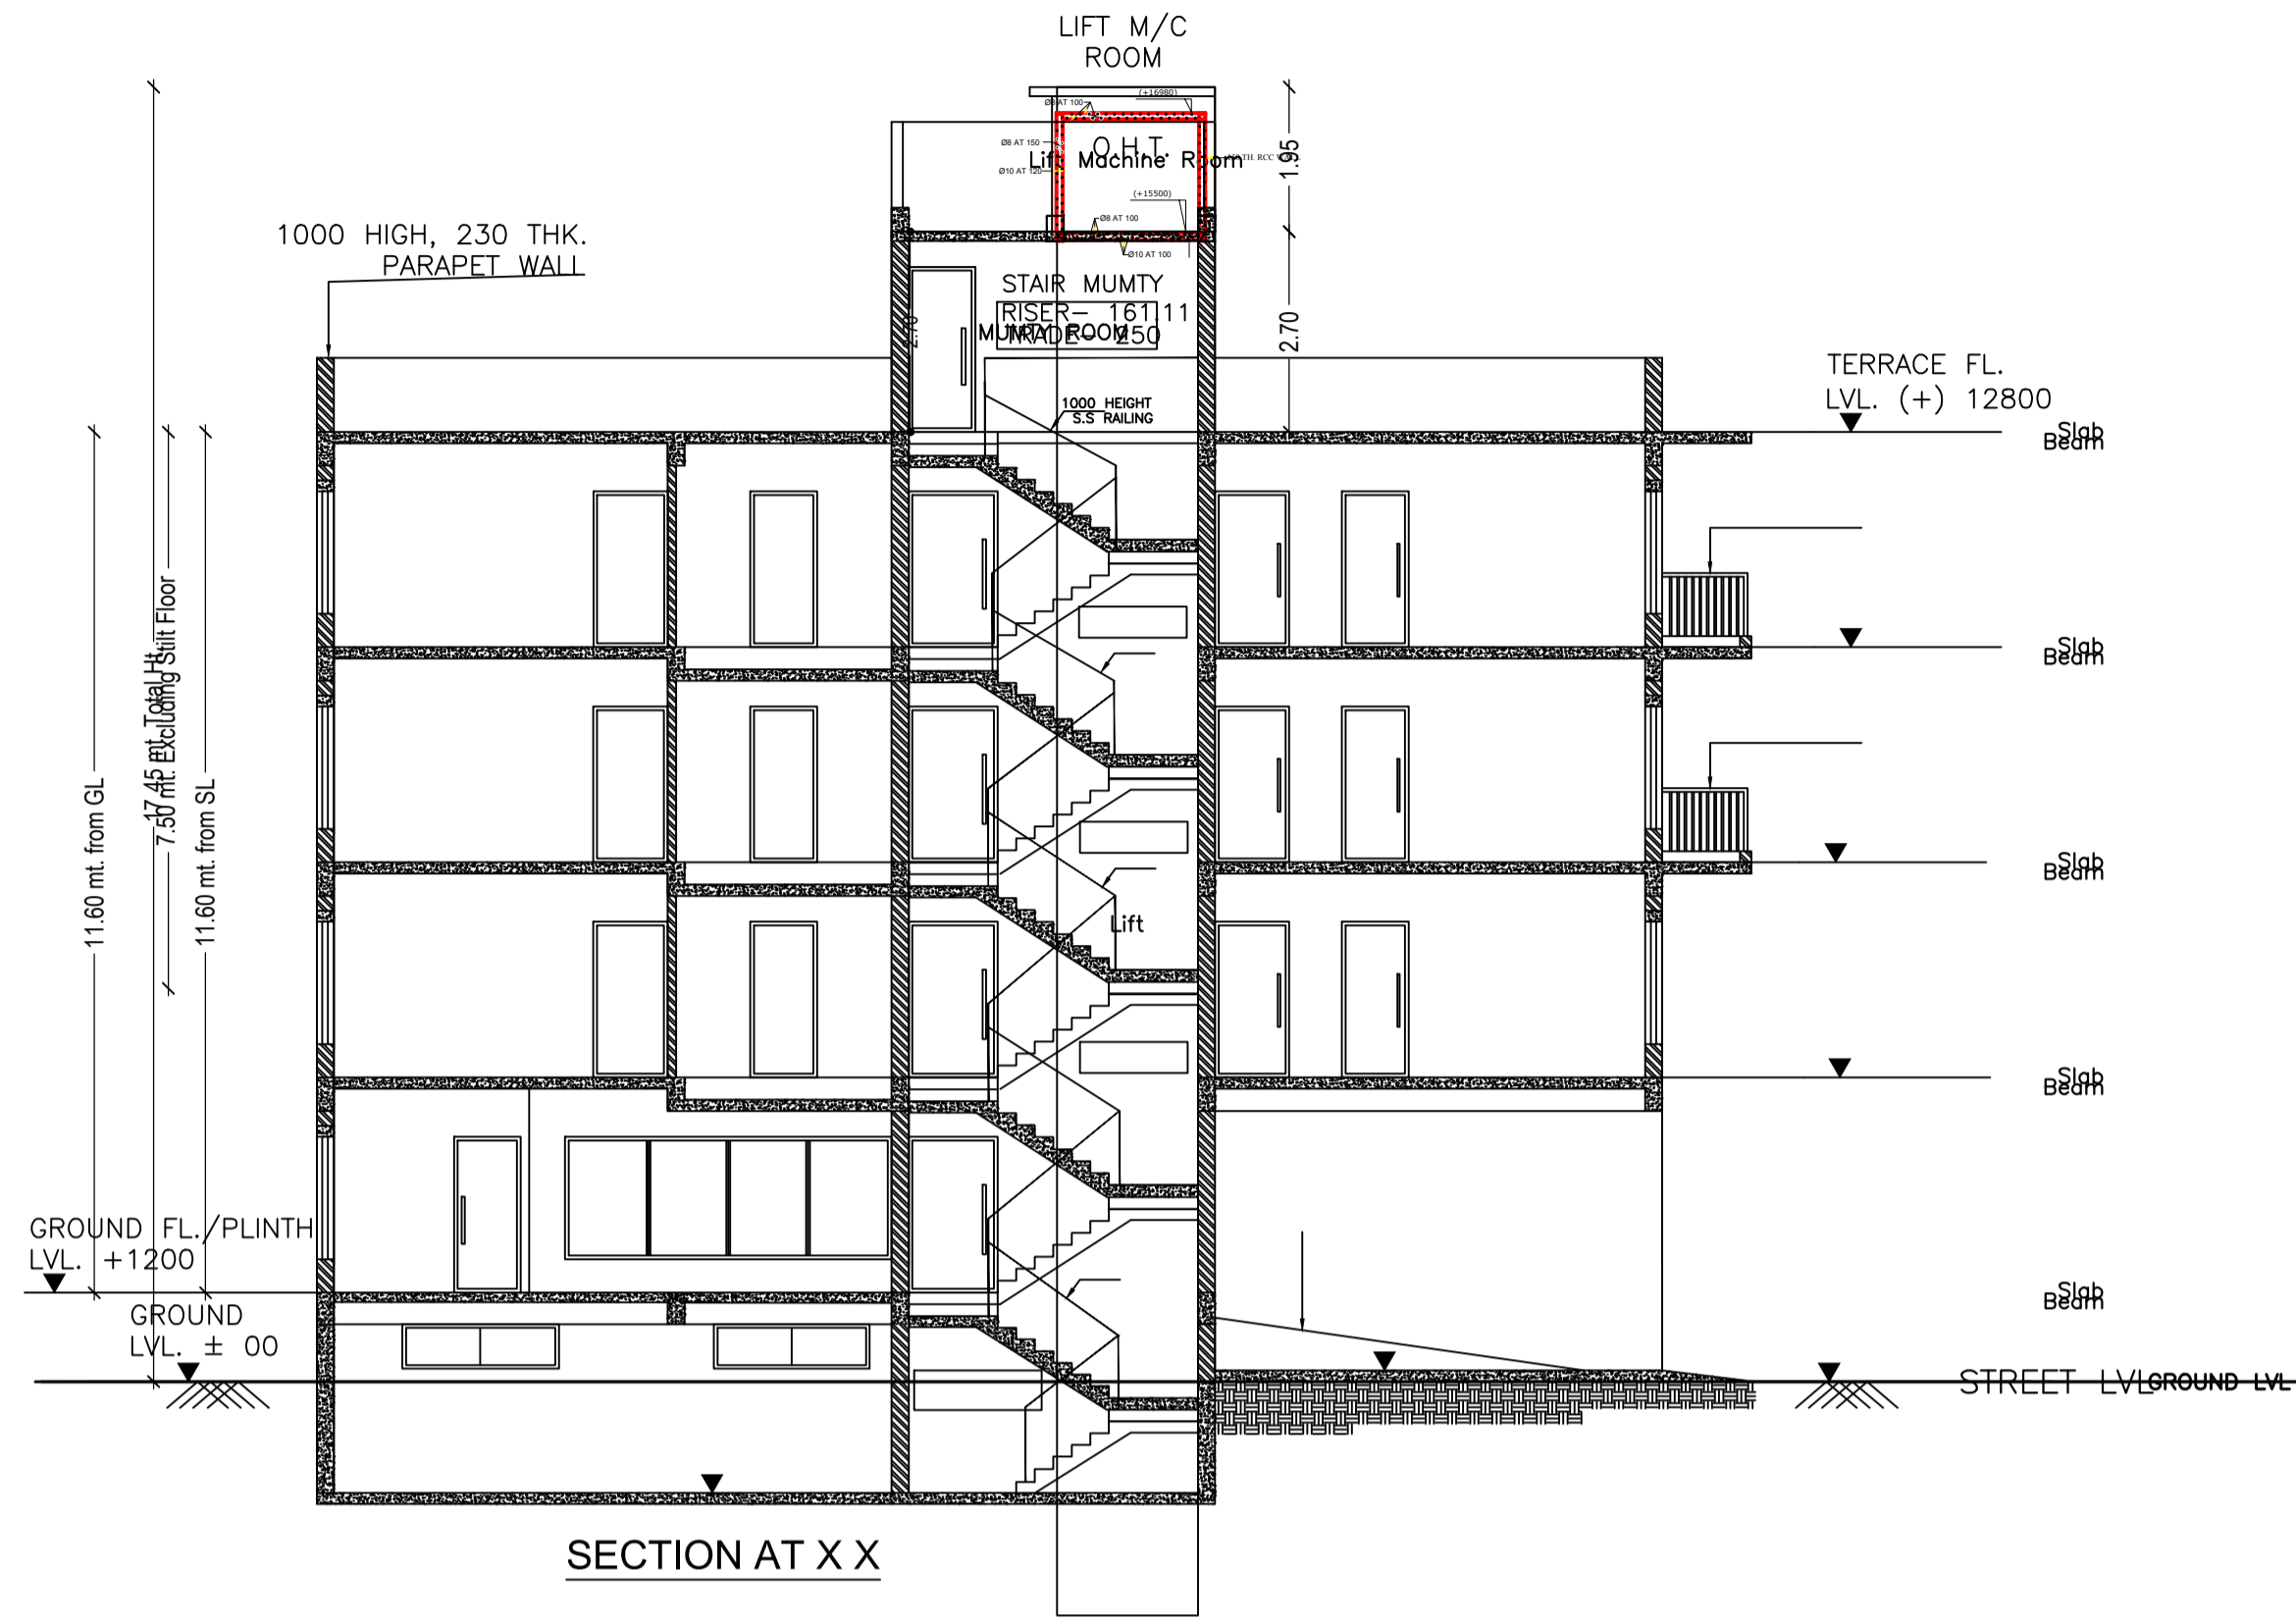 LIFT M/C
ROOM
Ø8 AT 100
(+16980)
Ø8 AT 150
O.H.T.
Lift Machine Room
TH. RCC
Ø10 AT 120
1.95
(+15500)
Ø8 AT 100
Ø10 AT 100
1000 HIGH, 230 THK.
PARAPET WALL
STAIR MUMTY
RISER- 161.11
TRADE- 250
MUMTY ROOM
2.70
2.70
1000 HEIGHT
S.S RAILING
TERRACE FL.
LVL. (+) 12800
Slab
Beam
Slab
Beam
11.60 mt. from GL
17.45 mt. Total Ht.
7.50 mt. Excluding Stilt Floor
11.60 mt. from SL
Slab
Beam
Lift
Slab
Beam
GROUND FL./PLINTH
LVL. +1200
GROUND
LVL. ± 00
Slab
Beam
STREET LVL
GROUND LVL
SECTION AT X X